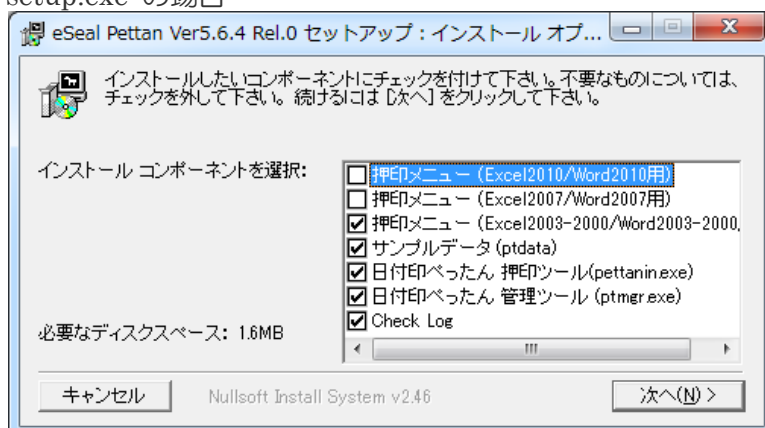 setup.exe の場合
eSeal Pettan Ver5.6.4 Rel.0 セットアップ：インストール オプ...
インストールしたいコンポーネントにチェックを付けて下さい。不要なものについては、
チェックを外して下さい。続けるには [次へ] をクリックして下さい。
インストール コンポーネントを選択:
押印メニュー (Excel2010/Word2010用)
押印メニュー (Excel2007/Word2007用)
押印メニュー (Excel2003-2000/Word2003-2000,
サンプルデータ(ptdata)
日付印ぺったん 押印ツール(pettanin.exe)
日付印ぺったん 管理ツール (ptmgr.exe)
Check Log
必要なディスクスペース: 1.6MB
キャンセル
Nullsoft Install System v2.46
次へ(N) >